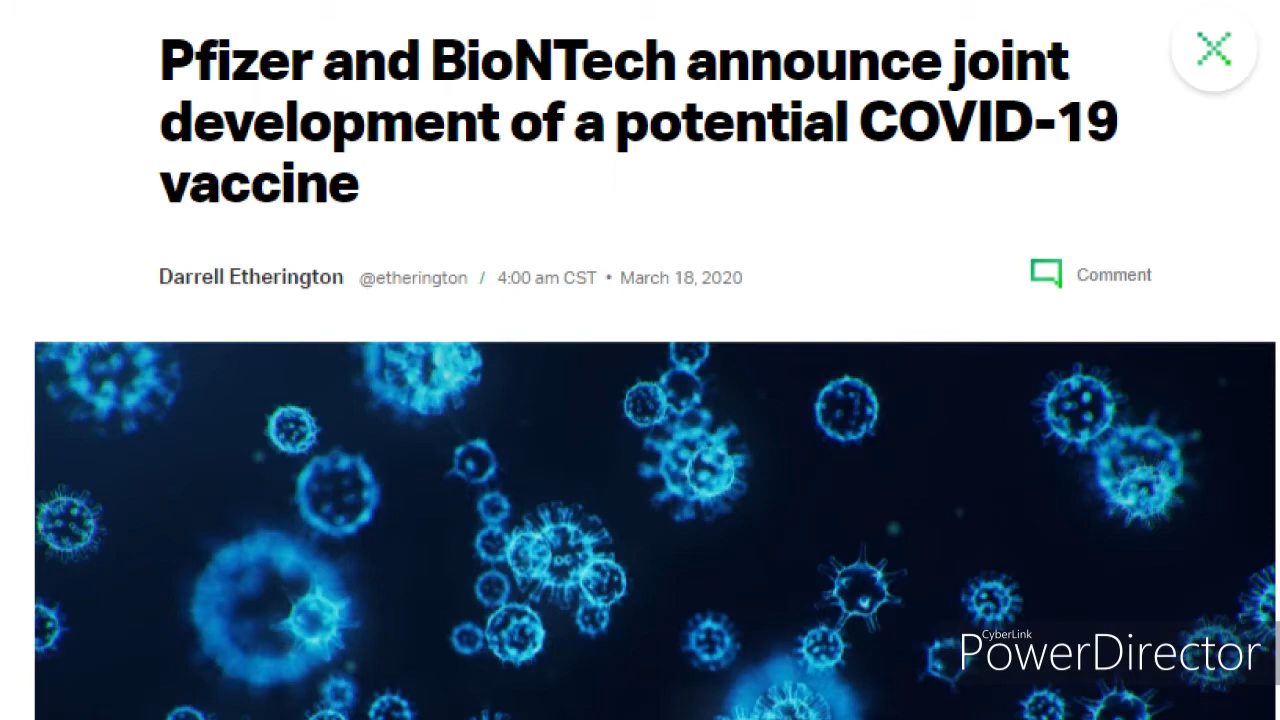 Pfizer and BioNTech announce joint
development of a potential COVID-19
vaccine
Darrell Etherington @etherington / 4:00 am CST • March 18, 2020
Comment
CyberLink
PowerDirector